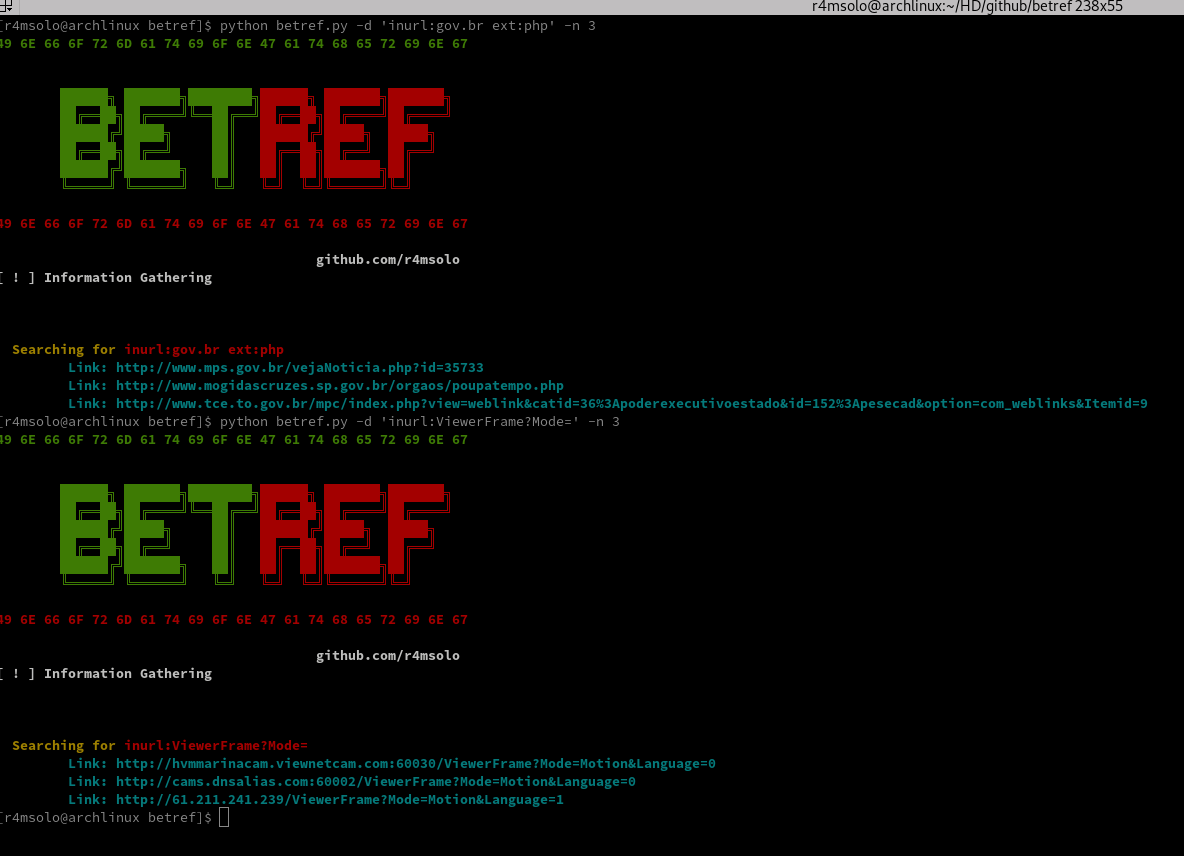 r4msolo@archlinux:~/HD/github/betref 238x55
[r4msolo@archlinux betref]$ python betref.py -d 'inurl:gov.br ext:php' -n 3
49 6E 66 6F 72 6D 61 74 69 6F 6E 47 61 74 68 65 72 69 6E 67
BETREF
49 6E 66 6F 72 6D 61 74 69 6F 6E 47 61 74 68 65 72 69 6E 67
github.com/r4msolo
[ ! ] Information Gathering
Searching for inurl:gov.br ext:php
Link: http://www.mps.gov.br/vejaNoticia.php?id=35733
Link: http://www.mogidascruzes.sp.gov.br/orgaos/poupatempo.php
Link: http://www.tce.to.gov.br/mpc/index.php?view=weblink&catid=36%3Apoderexecutivoestado&id=152%3Apesecad&option=com_weblinks&Itemid=9
[r4msolo@archlinux betref]$ python betref.py -d 'inurl:ViewerFrame?Mode=' -n 3
49 6E 66 6F 72 6D 61 74 69 6F 6E 47 61 74 68 65 72 69 6E 67
BETREF
49 6E 66 6F 72 6D 61 74 69 6F 6E 47 61 74 68 65 72 69 6E 67
github.com/r4msolo
[ ! ] Information Gathering
Searching for inurl:ViewerFrame?Mode=
Link: http://hvmmarinacam.viewnetcam.com:60030/ViewerFrame?Mode=Motion&Language=0
Link: http://cams.dnsalias.com:60002/ViewerFrame?Mode=Motion&Language=0
Link: http://61.211.241.239/ViewerFrame?Mode=Motion&Language=1
[r4msolo@archlinux betref]$